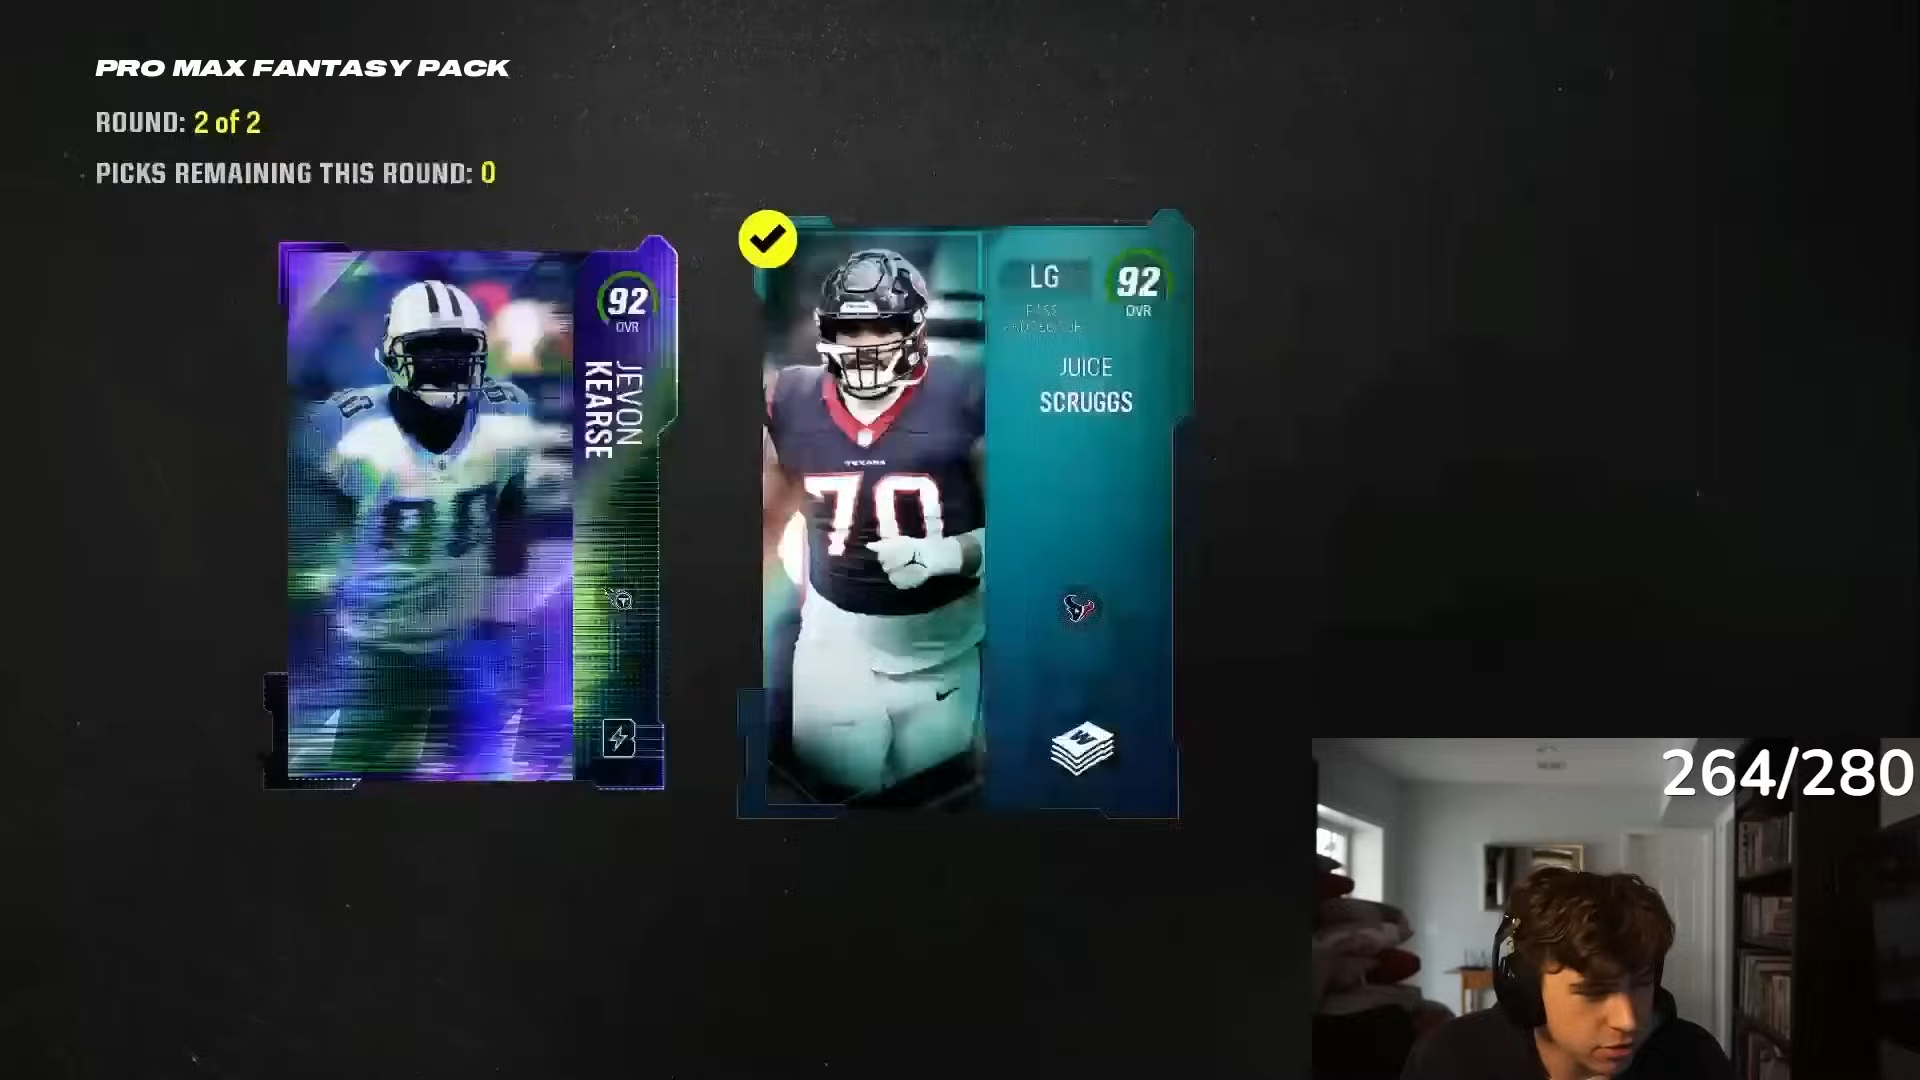 PRO MAX FANTASY PACK
ROUND: 2 of 2
PICKS REMAINING THIS ROUND: 0
92
OVR
JEVON
KEARSE
LG
92
OVR
JUICE
SCRUGGS
TEXANS
70
W
264/280